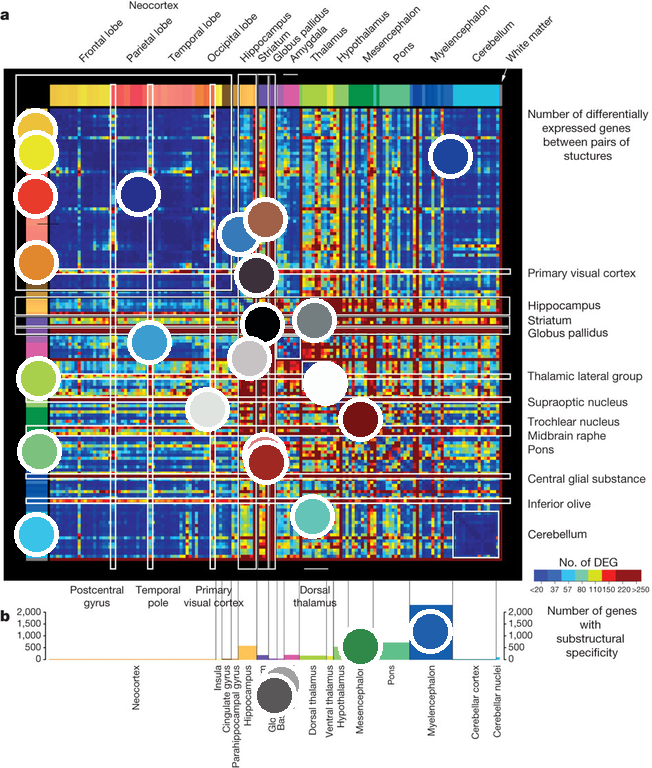 Neocortex
a
Frontal lobe
Parietal lobe
Temporal lobe
Occipital lobe
Hippocampus
Striatum
Globus pallidus
Amygdala
Thalamus
Hypothalamus
Mesencephalon
Pons
Myelencephalon
Cerebellum
White matter
Number of differentially
expressed genes
between pairs of
stuctures
Primary visual cortex
Hippocampus
Striatum
Globus pallidus
Thalamic lateral group
Supraoptic nucleus
Trochlear nucleus
Midbrain raphe
Pons
Central glial substance
Inferior olive
Cerebellum
No. of DEG
<20 37 57 80 110 150 220 >250
Postcentral
gyrus
Temporal
pole
Primary
visual cortex
Dorsal
thalamus
b
2,000
1,500
1,000
500
0
2,000
1,500
1,000
500
0
Number of genes
with
substructural
specificity
Neocortex
Insula
Cingulate gyrus
Parahippocampal gyrus
Hippocampus
Dorsal thalamus
Ventral thalamus
Hypothalamus
Mesencephalon
Pons
Myelencephalon
Cerebellar cortex
Cerebellar nuclei